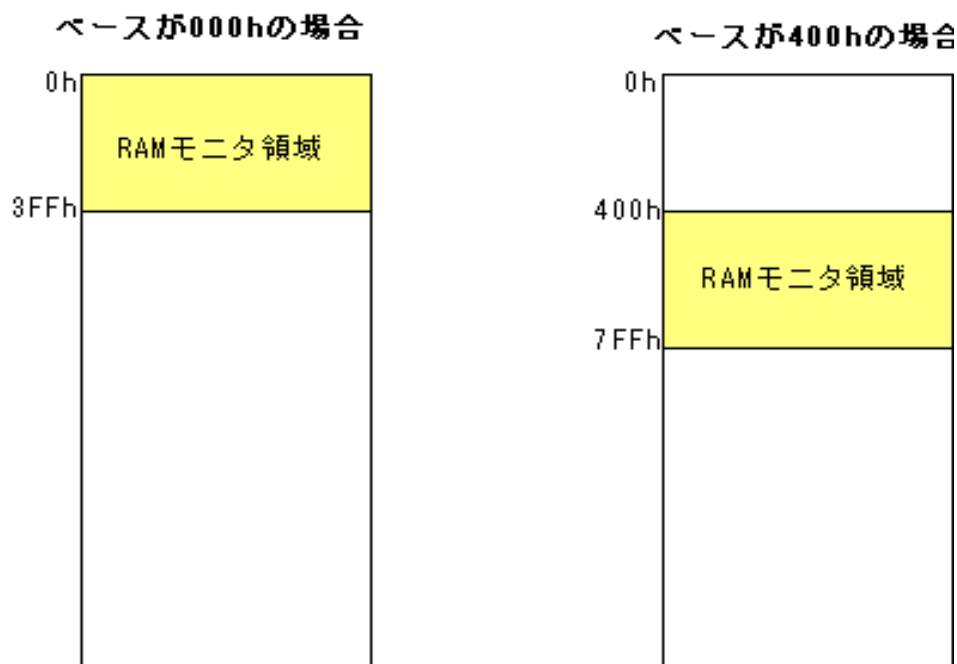 ベースが000hの場合
0h
RAMモニタ領域
3FFh
ベースが400hの場合
0h
400h
RAMモニタ領域
7FFh